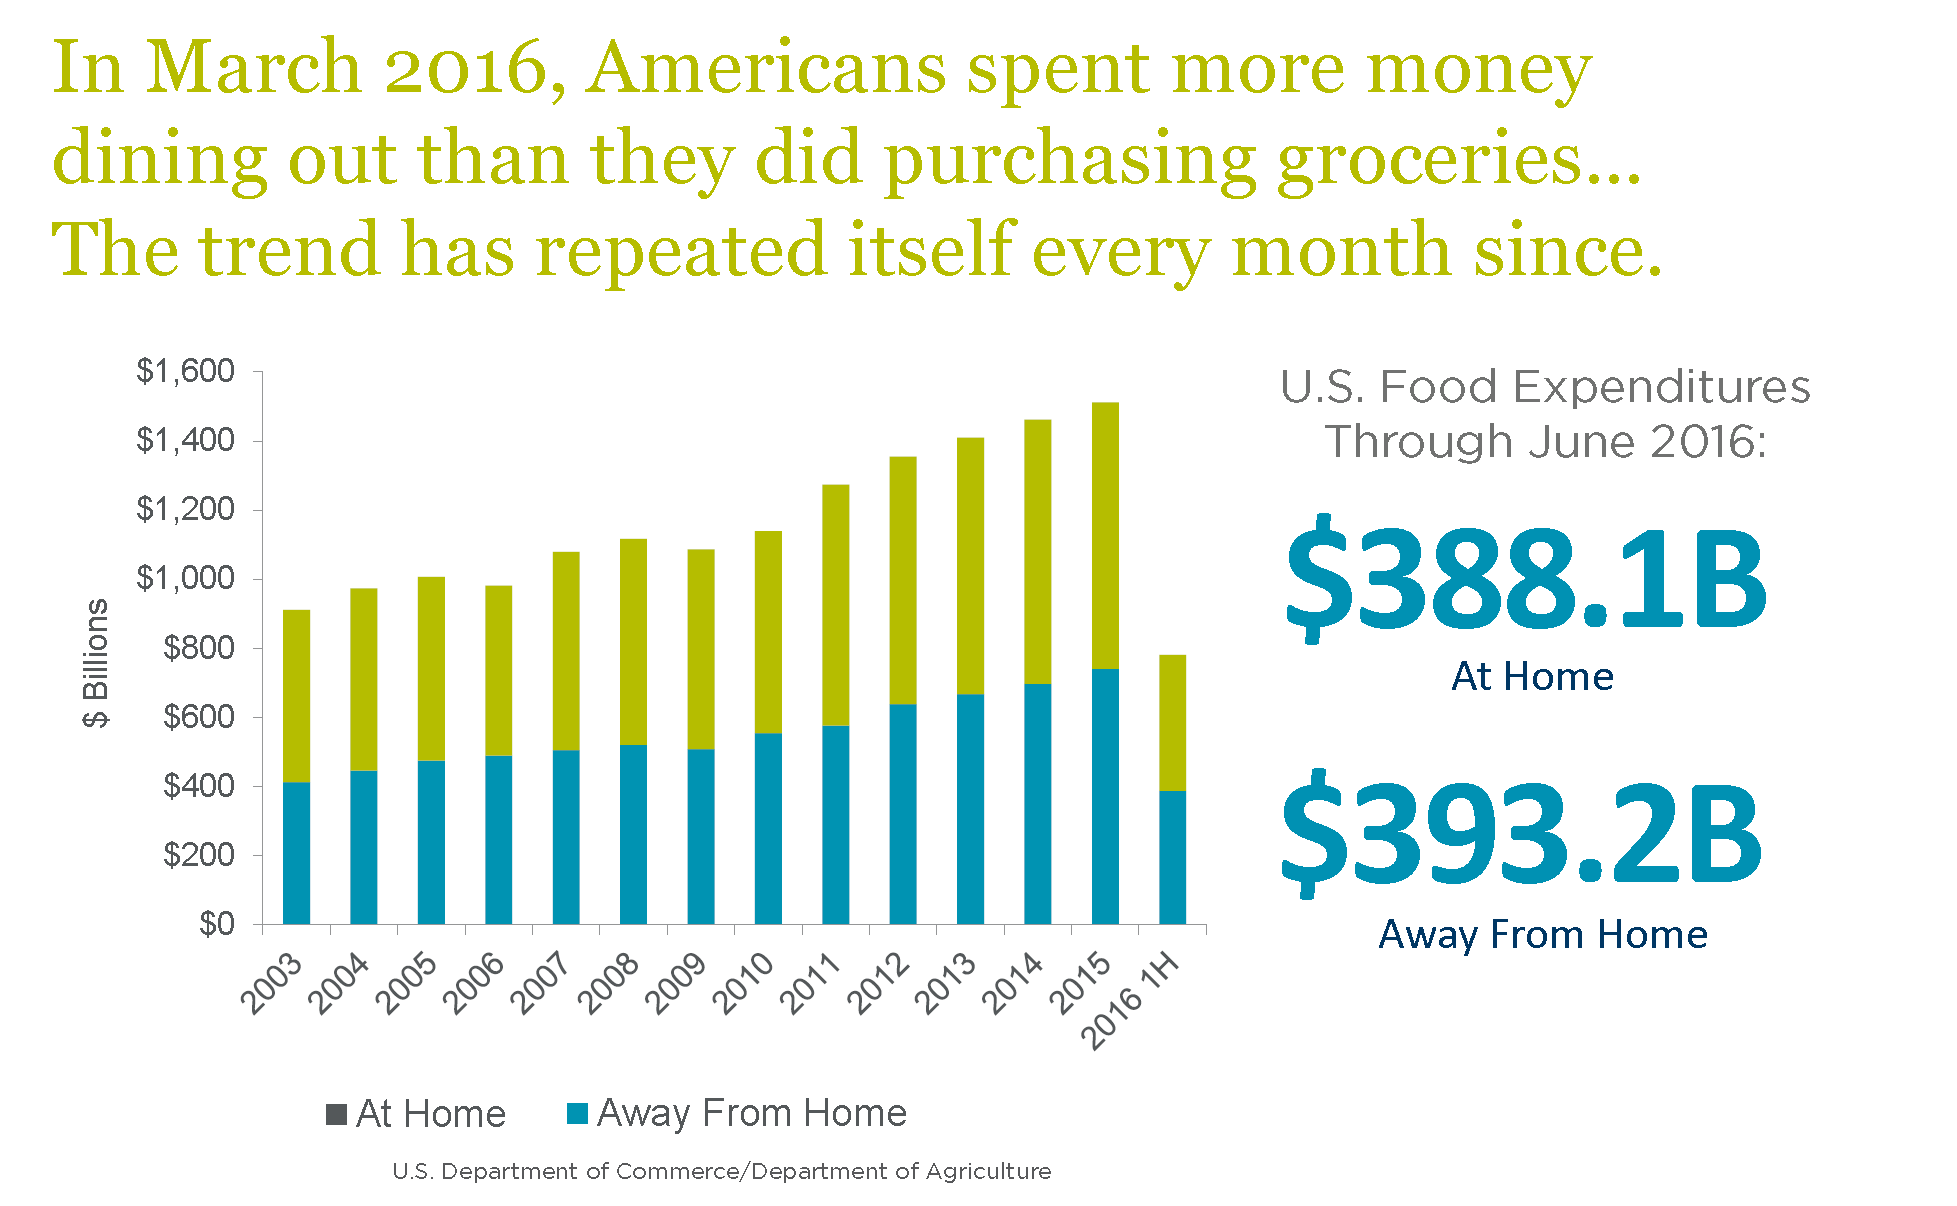 In March 2016, Americans spent more money
dining out than they did purchasing groceries...
The trend has repeated itself every month since.
$1,600
$1,400
$1,200
$1,000
$800
$600
$400
$200
$0
$ Billions
2003
2004
2005
2006
2007
2008
2009
2010
2011
2012
2013
2014
2015
2016 1H
At Home
Away From Home
U.S. Department of Commerce/Department of Agriculture
U.S. Food Expenditures
Through June 2016:
$388.1B
At Home
$393.2B
Away From Home